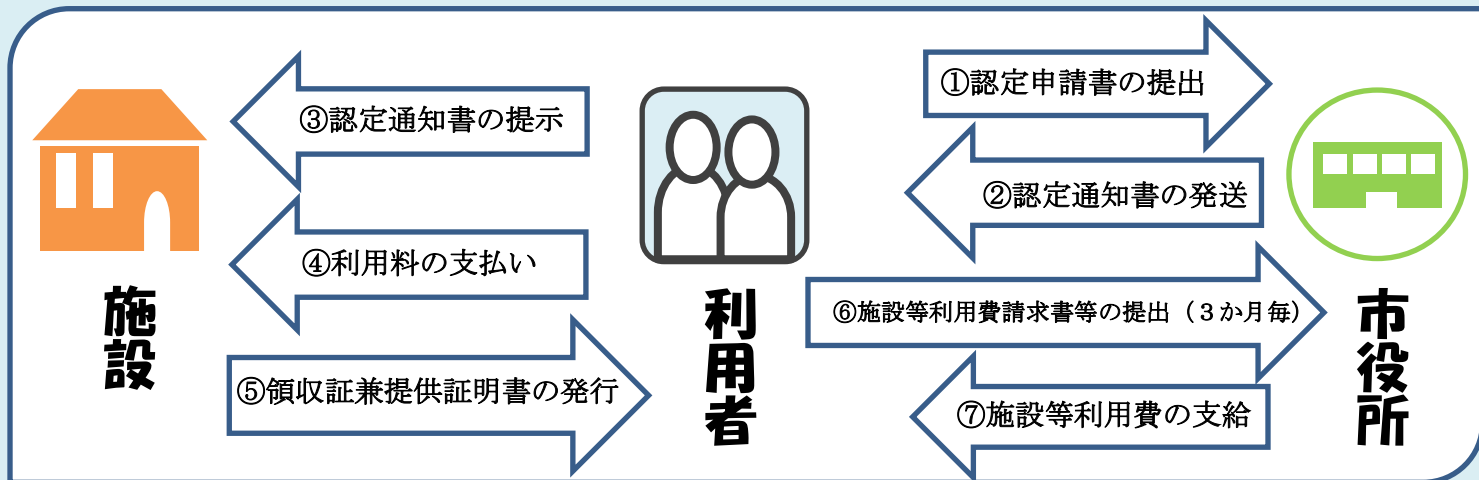 ①認定申請書の提出
③認定通知書の提示
②認定通知書の発送
④利用料の支払い
⑥施設等利用費請求書等の提出（３か月毎）
⑤領収証兼提供証明書の発行
⑦施設等利用費の支給
施設
利用者
市役所